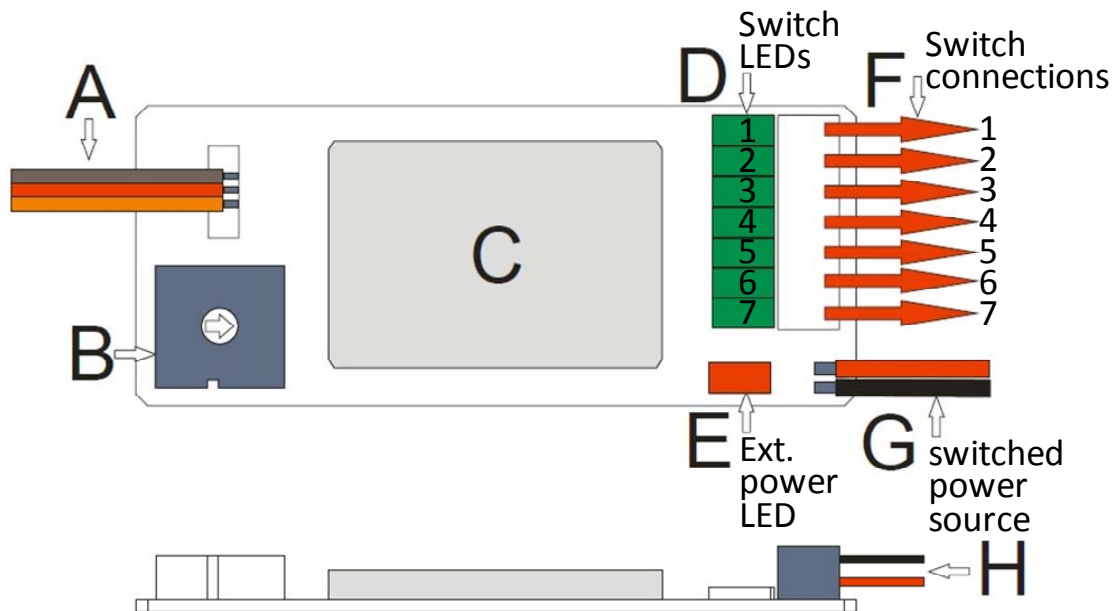 Switch
LEDs
Switch
connections
A
D
F
1
1
2
2
3
3
4
4
5
5
6
6
7
7
C
B
E
Ext.
power
LED
G
switched
power
source
H